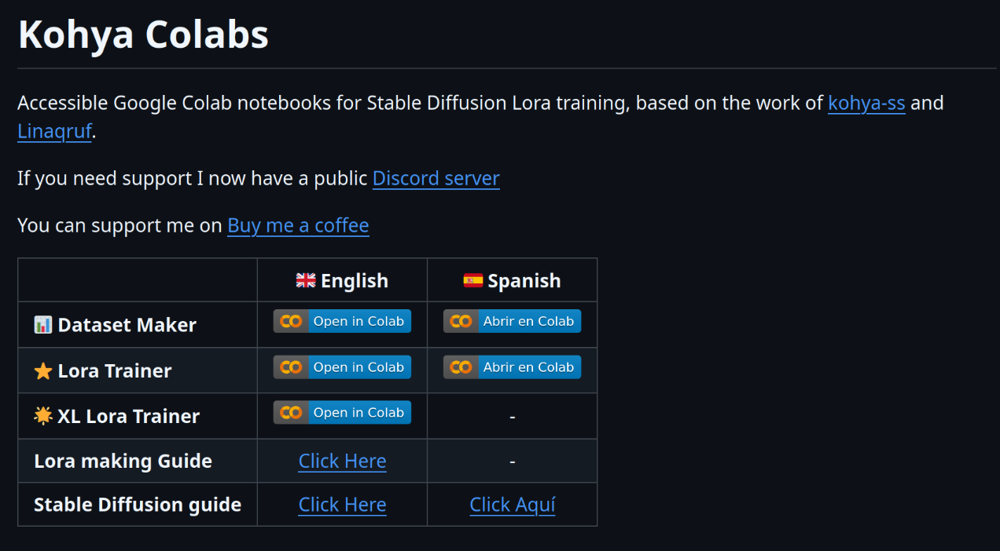 Kohya Colabs
Accessible Google Colab notebooks for Stable Diffusion Lora training, based on the work of kohya-ss and
Linaqruf.
If you need support I now have a public Discord server
You can support me on Buy me a coffee
🇬🇧 English 🇪🇸 Spanish
📊 Dataset Maker Open in Colab Abrir en Colab
⭐ Lora Trainer Open in Colab Abrir en Colab
🌟 XL Lora Trainer Open in Colab -
Lora making Guide Click Here -
Stable Diffusion guide Click Here Click Aquí